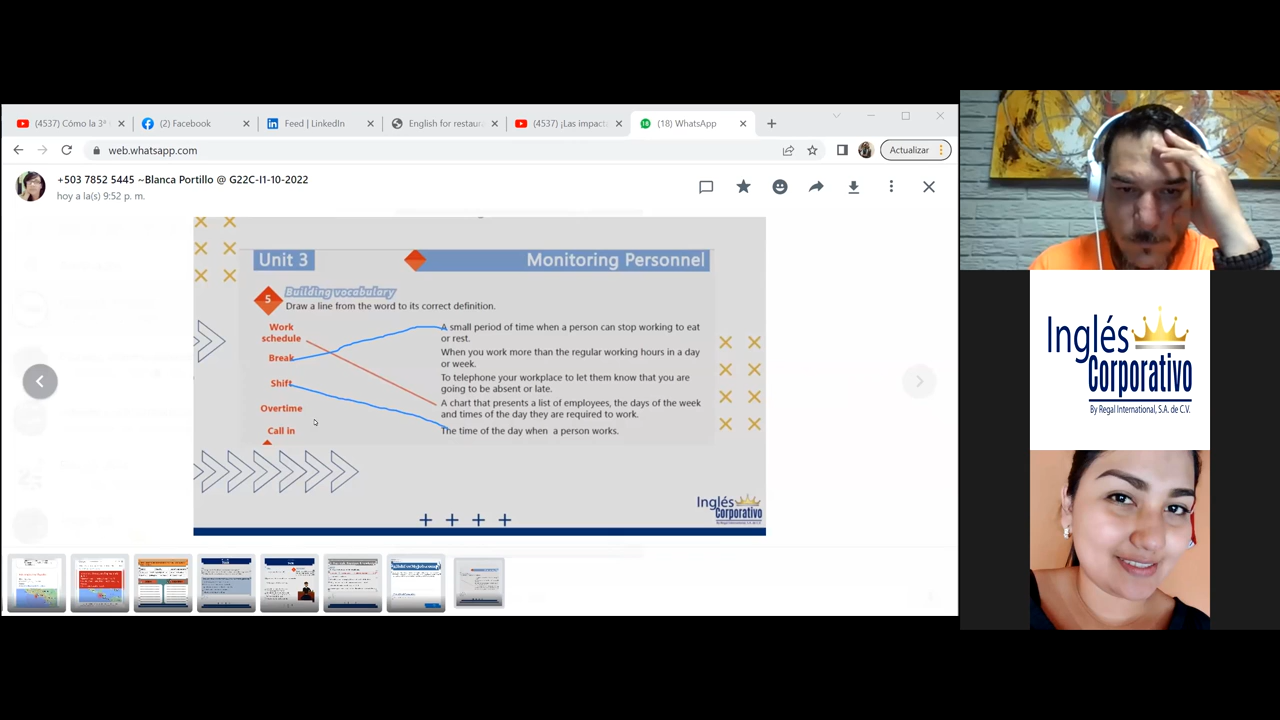 (4537) Cómo la 3ª
(2) Facebook
Feed | LinkedIn
English for restaur
(4537) ¡Las impacta
(18) WhatsApp
web.whatsapp.com
Actualizar
+503 7852 5445 ~Blanca Portillo @ G22C-I1-10-2022
hoy a la(s) 9:52 p. m.
Unit 3
Monitoring Personnel
5
Building vocabulary
Draw a line from the word to its correct definition.
Work
schedule
Break
Shift
Overtime
Call in
A small period of time when a person can stop working to eat
or rest.
When you work more than the regular working hours in a day
or week.
To telephone your workplace to let them know that you are
going to be absent or late.
A chart that presents a list of employees, the days of the week
and times of the day they are required to work.
The time of the day when a person works.
Inglés
Corporativo
By Regal International, S.A. de C.V.
Inglés
Corporativo
By Regal International, S.A. de C.V.